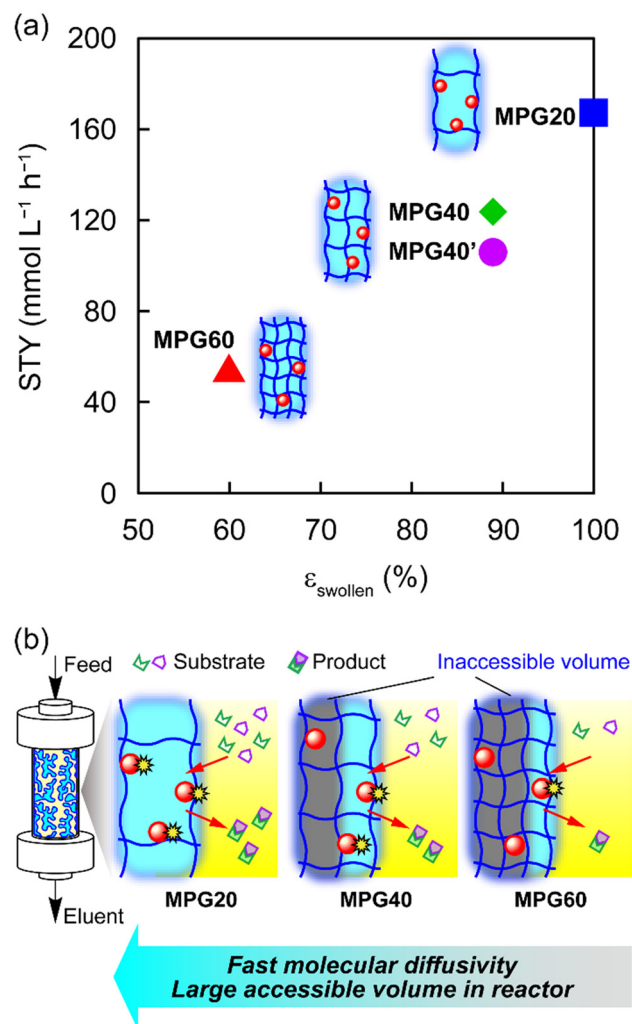 (a)
200
160
120
80
40
0
STY (mmol L⁻¹ h⁻¹)
MPG20
MPG40
MPG40'
MPG60
50 60 70 80 90 100
εswollen (%)
(b)
Feed
Substrate
Product
Inaccessible volume
Eluent
MPG20
MPG40
MPG60
Fast molecular diffusivity
Large accessible volume in reactor